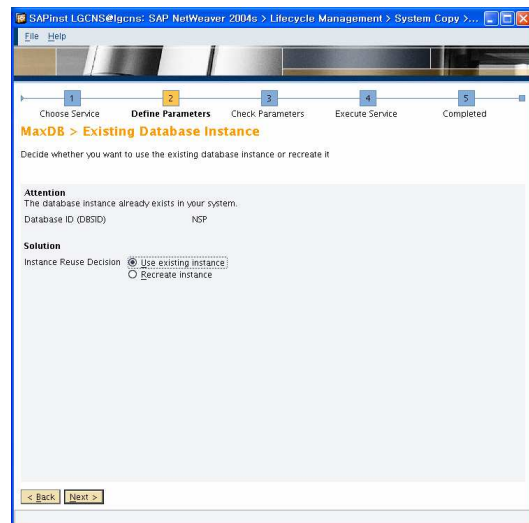 SAPinst LGCNS@lgcns: SAP NetWeaver 2004s > Lifecycle Management > System Copy >...
File Help
1 2 3 4 5
Choose Service Define Parameters Check Parameters Execute Service Completed
MaxDB > Existing Database Instance
Decide whether you want to use the existing database instance or recreate it
Attention
The database instance already exists in your system.
Database ID (DBSID) NSP
Solution
Instance Reuse Decision Use existing instance
Recreate instance
< Back Next >